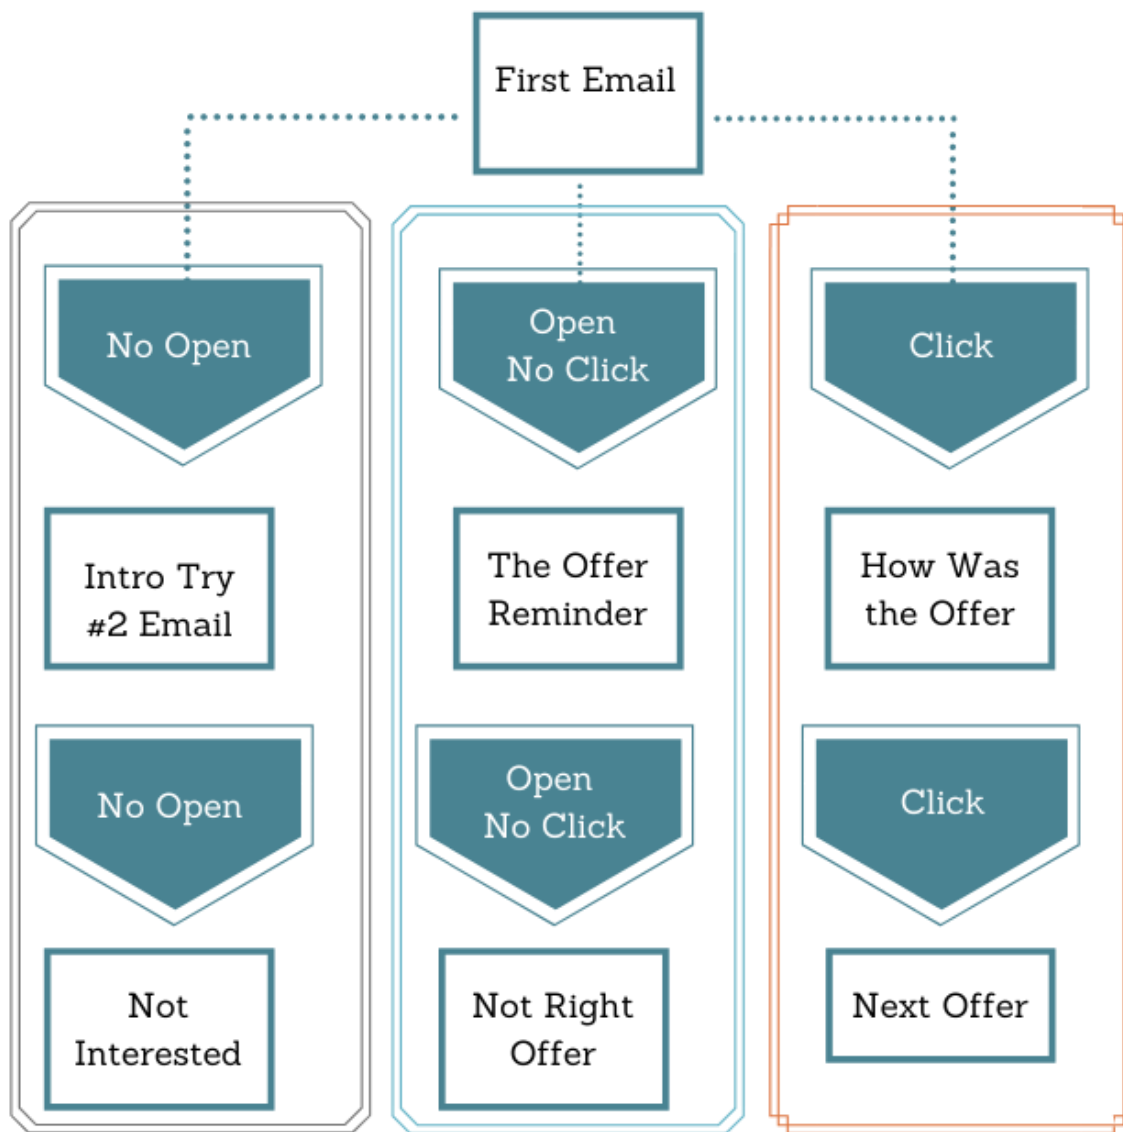 First Email
No Open
Intro Try
#2 Email
No Open
Not
Interested
Open
No Click
The Offer
Reminder
Open
No Click
Not Right
Offer
Click
How Was
the Offer
Click
Next Offer